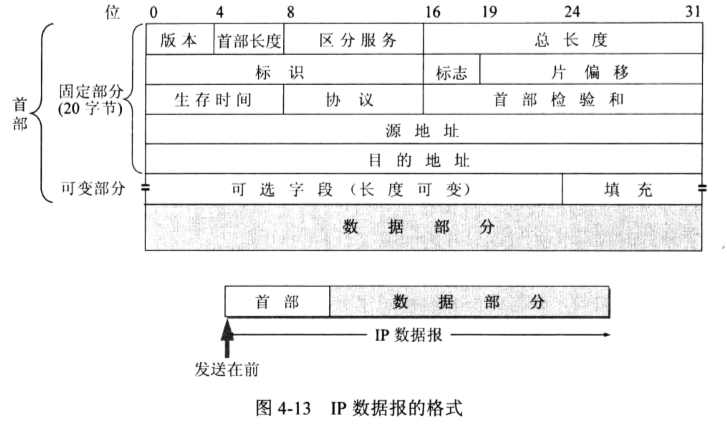 位 0 4 8 16 19 24 31
版本 首部长度 区分服务 总长度
标识 标志 片偏移
固定部分
(20 字节)
首部
生存时间 协议 首部检验和
源地址
目的地址
可变部分 可选字段（长度可变） 填充
数据部分
首部 数据部分
IP 数据报
发送在前
图 4-13 IP 数据报的格式